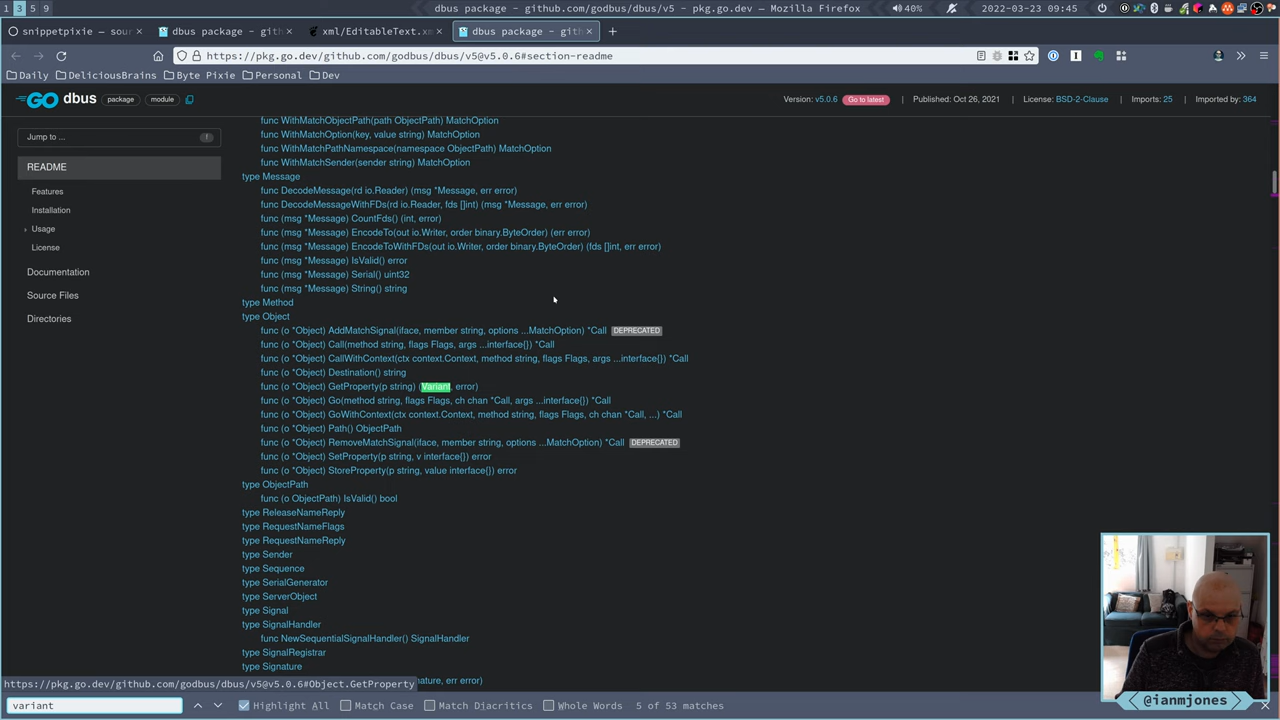 1 3 5 9
dbus package - github.com/godbus/dbus/v5 - pkg.go.dev — Mozilla Firefox
40%
2022-03-23 09:45
snippetpixie — sour
dbus package - gith
xml/EditableText.xm
dbus package - gith
https://pkg.go.dev/github.com/godbus/dbus/v5@v5.0.6#section-readme
Daily
DeliciousBrains
Byte Pixie
Personal
Dev
GO dbus package module
Version: v5.0.6 Go to latest | Published: Oct 26, 2021 | License: BSD-2-Clause | Imports: 25 | Imported by: 364
Jump to ...
README
Features
Installation
Usage
License
Documentation
Source Files
Directories
func WithMatchObjectPath(path ObjectPath) MatchOption
func WithMatchOption(key, value string) MatchOption
func WithMatchPathNamespace(namespace ObjectPath) MatchOption
func WithMatchSender(sender string) MatchOption
type Message
func DecodeMessage(rd io.Reader) (msg *Message, err error)
func DecodeMessageWithFDs(rd io.Reader, fds []int) (msg *Message, err error)
func (msg *Message) CountFds() (int, error)
func (msg *Message) EncodeTo(out io.Writer, order binary.ByteOrder) (err error)
func (msg *Message) EncodeToWithFDs(out io.Writer, order binary.ByteOrder) (fds []int, err error)
func (msg *Message) IsValid() error
func (msg *Message) Serial() uint32
func (msg *Message) String() string
type Method
type Object
func (o *Object) AddMatchSignal(iface, member string, options ...MatchOption) *Call DEPRECATED
func (o *Object) Call(method string, flags Flags, args ...interface{}) *Call
func (o *Object) CallWithContext(ctx context.Context, method string, flags Flags, args ...interface{}) *Call
func (o *Object) Destination() string
func (o *Object) GetProperty(p string) (Variant, error)
func (o *Object) Go(method string, flags Flags, ch chan *Call, args ...interface{}) *Call
func (o *Object) GoWithContext(ctx context.Context, method string, flags Flags, ch chan *Call, ...) *Call
func (o *Object) Path() ObjectPath
func (o *Object) RemoveMatchSignal(iface, member string, options ...MatchOption) *Call DEPRECATED
func (o *Object) SetProperty(p string, v interface{}) error
func (o *Object) StoreProperty(p string, value interface{}) error
type ObjectPath
func (o ObjectPath) IsValid() bool
type ReleaseNameReply
type RequestNameFlags
type RequestNameReply
type Sender
type Sequence
type SerialGenerator
type ServerObject
type Signal
type SignalHandler
func NewSequentialSignalHandler() SignalHandler
type SignalRegistrar
type Signature
nature, err error)
https://pkg.go.dev/github.com/godbus/dbus/v5@v5.0.6#Object.GetProperty
variant
Highlight All
Match Case
Match Diacritics
Whole Words
5 of 53 matches
@ianmjones